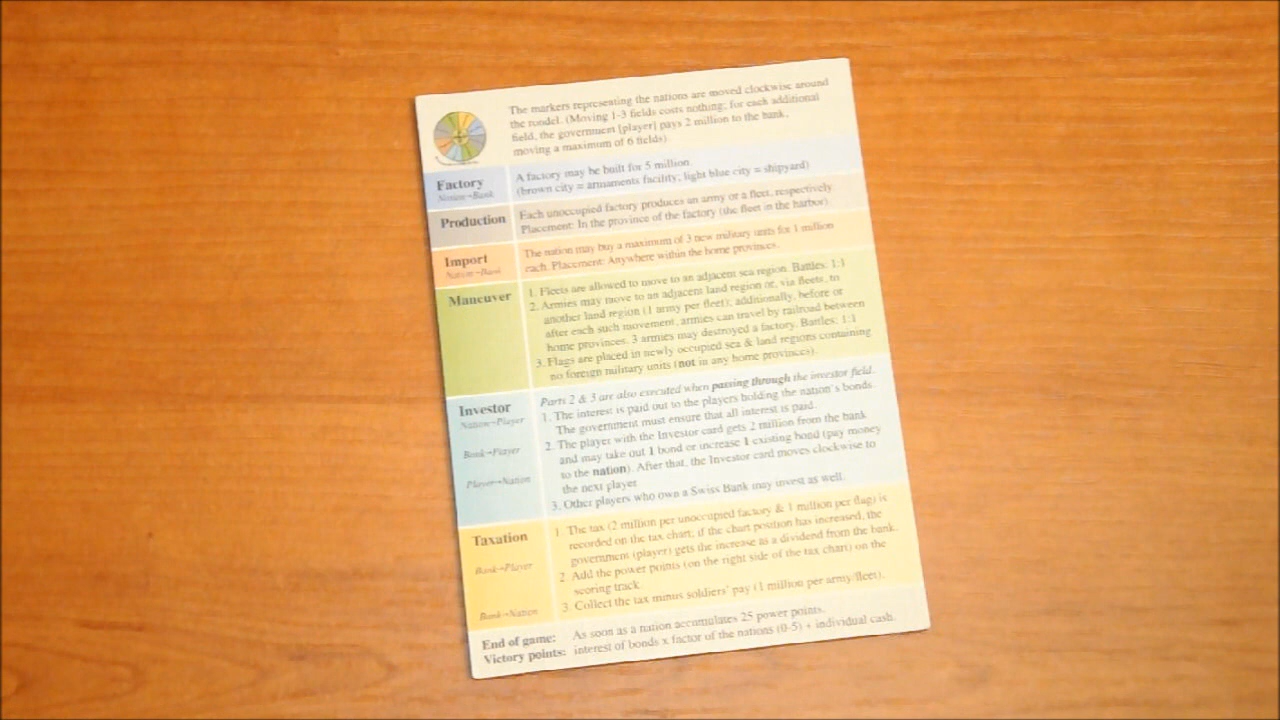 The markers representing the nations are moved clockwise around
the rondel. (Moving 1-3 fields costs nothing; for each additional
field, the government [player] pays 2 million to the bank,
moving a maximum of 6 fields)
Factory
Nation→Bank
A factory may be built for 5 million.
(brown city = armaments facility; light blue city = shipyard)
Production
Each unoccupied factory produces an army or a fleet, respectively.
Placement: In the province of the factory (the fleet in the harbor)
Import
Nation→Bank
The nation may buy a maximum of 3 new military units for 1 million
each. Placement: Anywhere within the home provinces.
Maneuver
1. Fleets are allowed to move to an adjacent sea region. Battles: 1:1
2. Armies may move to an adjacent land region or, via fleets, to
another land region (1 army per fleet); additionally, before or
after each such movement, armies can travel by railroad between
home provinces. 3 armies may destroyed a factory. Battles: 1:1
3. Flags are placed in newly occupied sea & land regions containing
no foreign military units (not in any home provinces).
Investor
Nation→Player
Bank→Player
Player→Nation
Parts 2 & 3 are also executed when passing through the investor field.
1. The interest is paid out to the players holding the nation's bonds.
The government must ensure that all interest is paid.
2. The player with the Investor card gets 2 million from the bank
and may take out 1 bond or increase 1 existing bond (pay money
to the nation). After that, the Investor card moves clockwise to
the next player
3. Other players who own a Swiss Bank may invest as well.
Taxation
Bank→Player
Bank→Nation
1. The tax (2 million per unoccupied factory & 1 million per flag) is
recorded on the tax chart; if the chart position has increased, the
government (player) gets the increase as a dividend from the bank.
2. Add the power points (on the right side of the tax chart) on the
scoring track.
3. Collect the tax minus soldiers' pay (1 million per army/fleet).
End of game: As soon as a nation accumulates 25 power points.
Victory points: interest of bonds x factor of the nations (0-5) + individual cash.